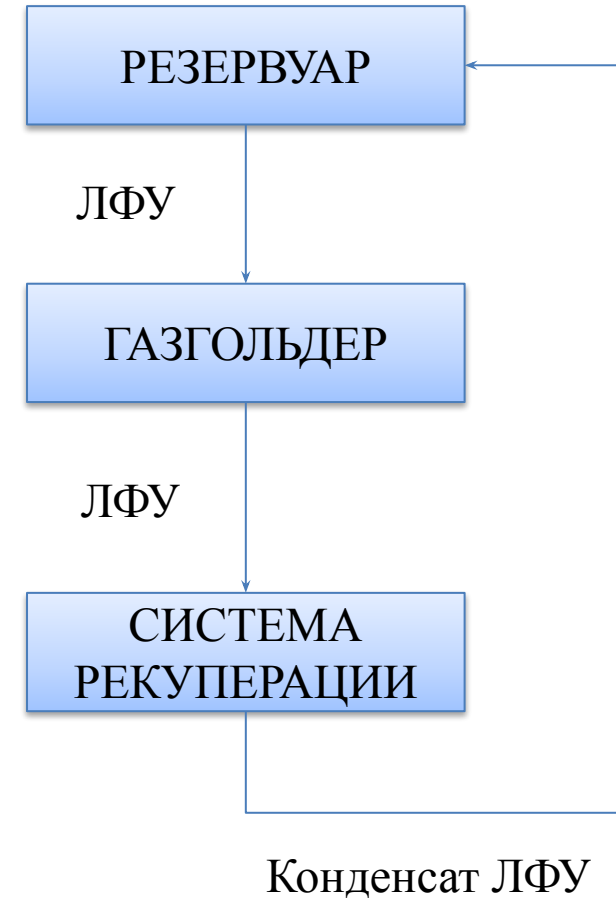 РЕЗЕРВУАР
ЛФУ
ГАЗГОЛЬДЕР
ЛФУ
СИСТЕМА
РЕКУПЕРАЦИИ
Конденсат ЛФУ